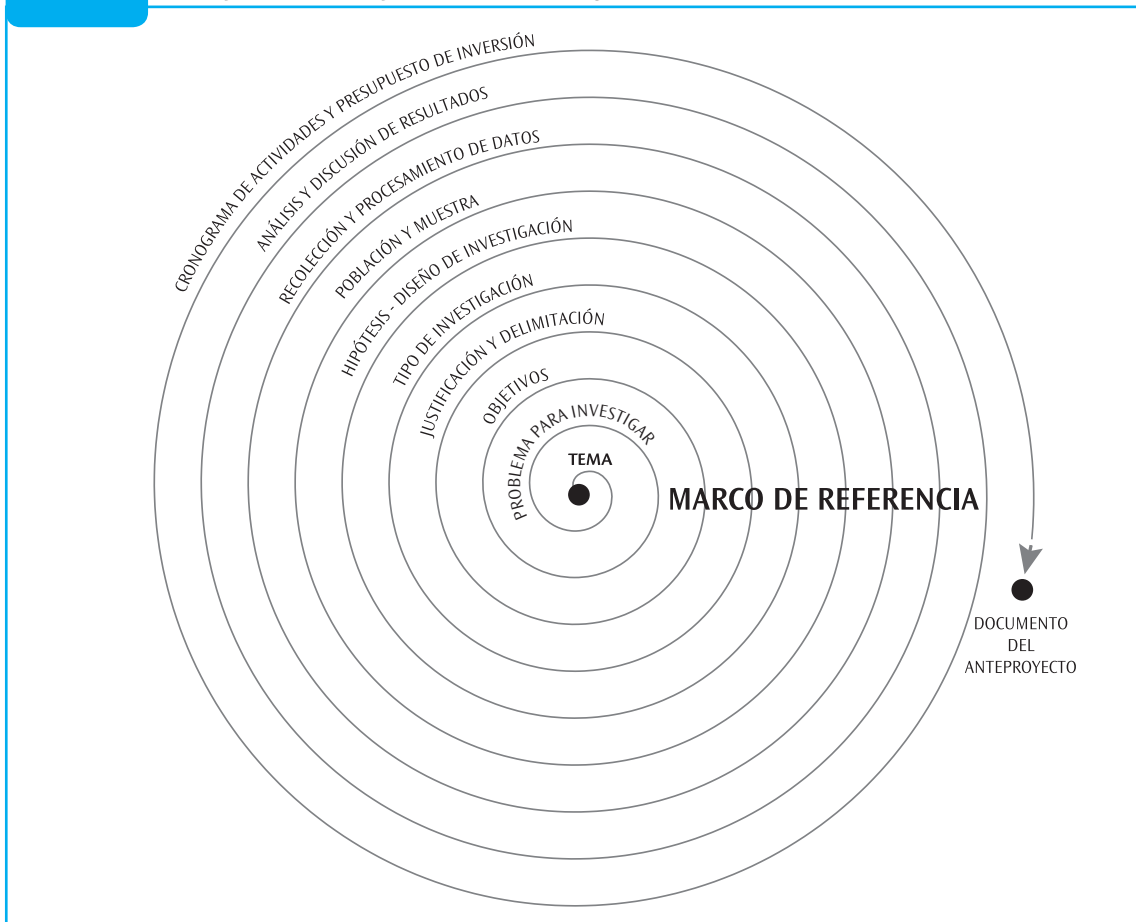 CRONOGRAMA DE ACTIVIDADES Y PRESUPUESTO DE INVERSIÓN
ANÁLISIS Y DISCUSIÓN DE RESULTADOS
RECOLECCIÓN Y PROCESAMIENTO DE DATOS
POBLACIÓN Y MUESTRA
HIPÓTESIS - DISEÑO DE INVESTIGACIÓN
TIPO DE INVESTIGACIÓN
JUSTIFICACIÓN Y DELIMITACIÓN
OBJETIVOS
PROBLEMA PARA INVESTIGAR
TEMA
MARCO DE REFERENCIA
DOCUMENTO
DEL
ANTEPROYECTO